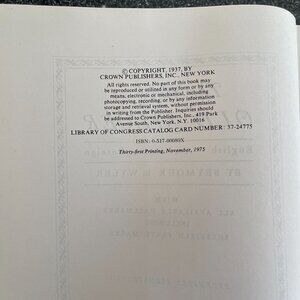 © COPYRIGHT, 1937, BY
CROWN PUBLISHERS, INC., NEW YORK
All rights reserved. No part of this book may
be reproduced or utilized in any form or by any
means, electronic or mechanical, including
photocopying, recording, or by any information
storage and retrieval system, without permission
in writing from the Publisher. Inquiries should
be addressed to Crown Publishers, Inc., 419 Park
Avenue South, New York, N.Y. 10016
LIBRARY OF CONGRESS CATALOG CARD NUMBER: 37-24775
ISBN: 0-517-00089X
Thirty-first Printing, November, 1975
BY SEYMOUR B. WYLER